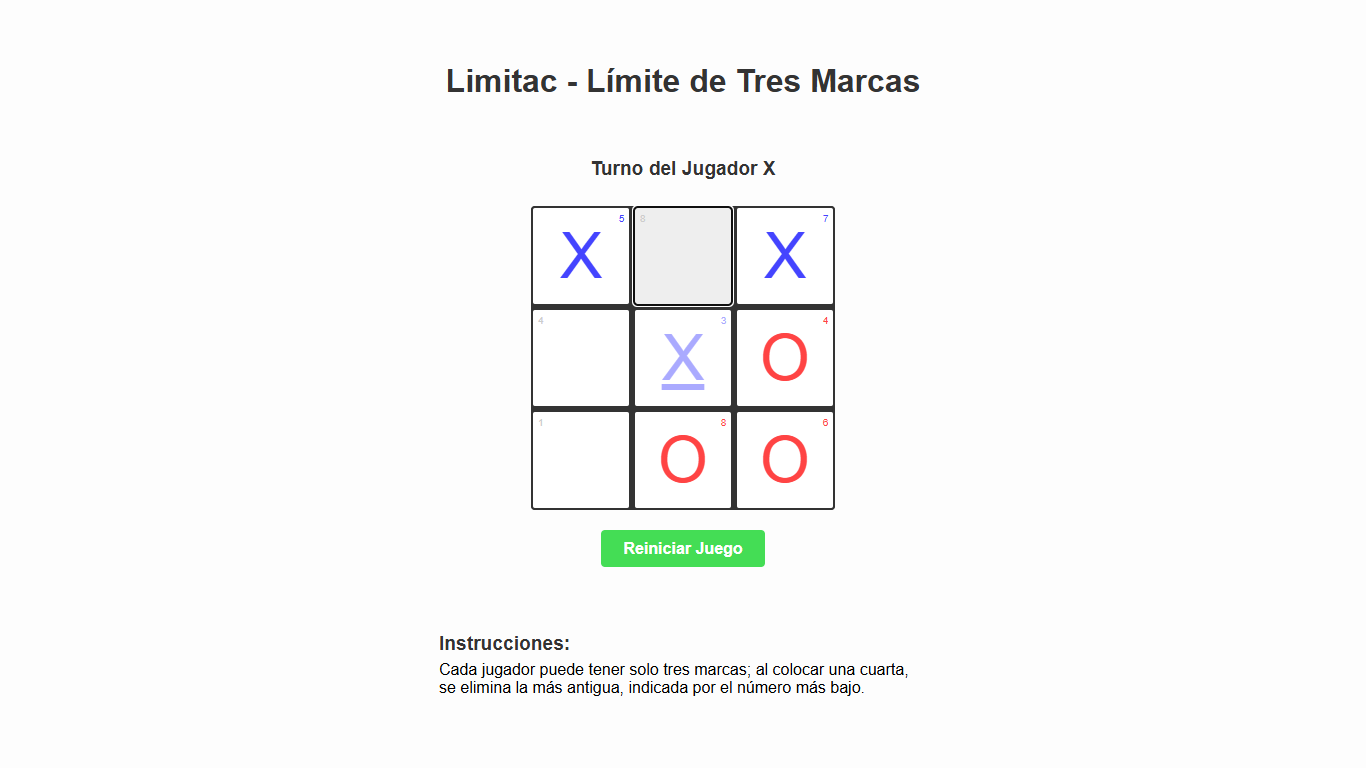 Limitac - Límite de Tres Marcas
Turno del Jugador X
X 5 8 X 7
4 X 3 O 4
1 O 8 O 6
Reiniciar Juego
Instrucciones:
Cada jugador puede tener solo tres marcas; al colocar una cuarta,
se elimina la más antigua, indicada por el número más bajo.